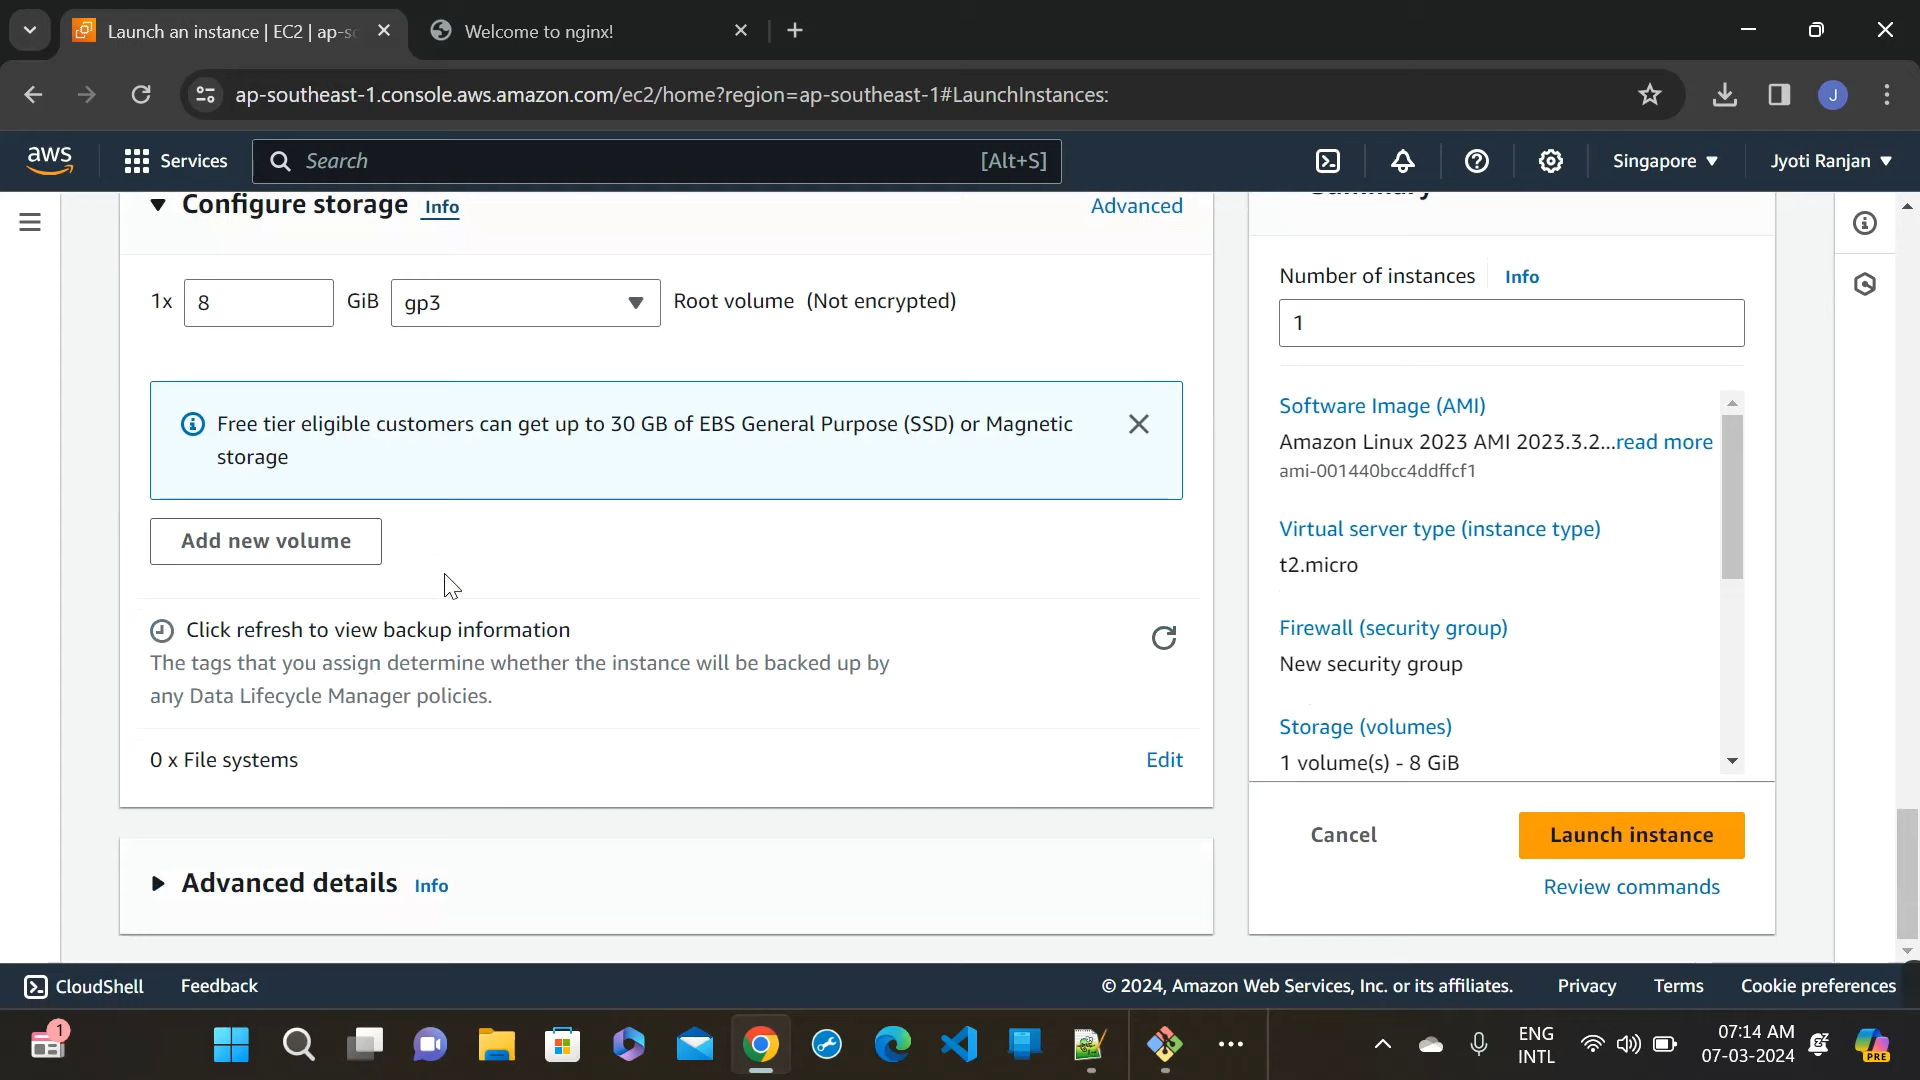 Launch an instance | EC2 | ap-so
Welcome to nginx!
ap-southeast-1.console.aws.amazon.com/ec2/home?region=ap-southeast-1#LaunchInstances:
J
aws
Services
Search
[Alt+S]
Singapore
Jyoti Ranjan
Configure storage Info
Advanced
1x
8
GiB
gp3
Root volume (Not encrypted)
Free tier eligible customers can get up to 30 GB of EBS General Purpose (SSD) or Magnetic
storage
Add new volume
Click refresh to view backup information
The tags that you assign determine whether the instance will be backed up by
any Data Lifecycle Manager policies.
0 x File systems
Edit
Advanced details Info
Summary
Number of instances
Info
1
Software Image (AMI)
Amazon Linux 2023 AMI 2023.3.2...read more
ami-001440bcc4ddffcf1
Virtual server type (instance type)
t2.micro
Firewall (security group)
New security group
Storage (volumes)
1 volume(s) - 8 GiB
Cancel
Launch instance
Review commands
CloudShell
Feedback
© 2024, Amazon Web Services, Inc. or its affiliates.
Privacy
Terms
Cookie preferences
1
ENG
INTL
07:14 AM
07-03-2024
PRE